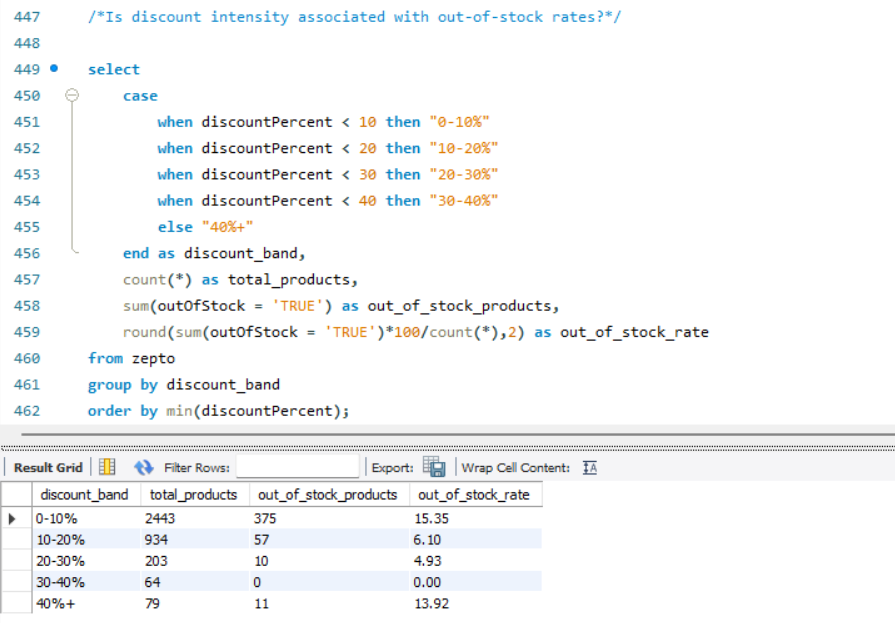 447 /*Is discount intensity associated with out-of-stock rates?*/
448
449 select
450 case
451 when discountPercent < 10 then "0-10%"
452 when discountPercent < 20 then "10-20%"
453 when discountPercent < 30 then "20-30%"
454 when discountPercent < 40 then "30-40%"
455 else "40%+"
456 end as discount_band,
457 count(*) as total_products,
458 sum(outOfStock = 'TRUE') as out_of_stock_products,
459 round(sum(outOfStock = 'TRUE')*100/count(*),2) as out_of_stock_rate
460 from zepto
461 group by discount_band
462 order by min(discountPercent);
Result Grid Filter Rows: Export: Wrap Cell Content: IA
discount_band total_products out_of_stock_products out_of_stock_rate
0-10% 2443 375 15.35
10-20% 934 57 6.10
20-30% 203 10 4.93
30-40% 64 0 0.00
40%+ 79 11 13.92